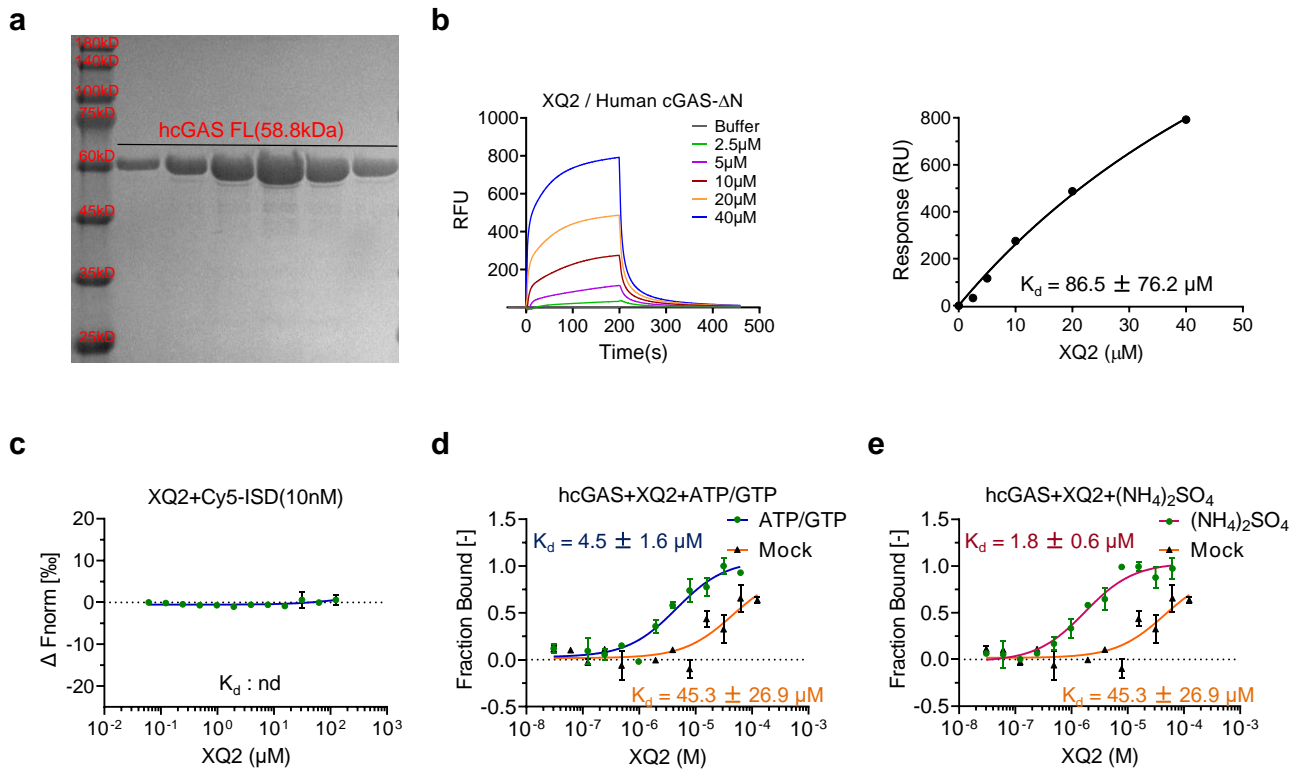 a
180kD
140kD
100kD
75kD
60kD
45kD
35kD
25kD
hcGAS FL(58.8kDa)
b
XQ2 / Human cGAS-ΔN
RFU
1000
800
600
400
200
0
100
200
300
400
500
Time(s)
Buffer
2.5μM
5μM
10μM
20μM
40μM
Response (RU)
800
600
400
200
0
0
10
20
30
40
50
XQ2 (μM)
Kd = 86.5 ± 76.2 μM
c
XQ2+Cy5-ISD(10nM)
Δ Fnorm [‰]
20
10
0
-10
-20
Kd : nd
10⁻² 10⁻¹ 10⁰ 10¹ 10² 10³
XQ2 (μM)
d
hcGAS+XQ2+ATP/GTP
ATP/GTP
Mock
Kd = 4.5 ± 1.6 μM
Fraction Bound [-]
1.5
1.0
0.5
0.0
-0.5
Kd = 45.3 ± 26.9 μM
10⁻⁸ 10⁻⁷ 10⁻⁶ 10⁻⁵ 10⁻⁴ 10⁻³
XQ2 (M)
e
hcGAS+XQ2+(NH₄)₂SO₄
(NH₄)₂SO₄
Mock
Kd = 1.8 ± 0.6 μM
Fraction Bound [-]
1.5
1.0
0.5
0.0
-0.5
Kd = 45.3 ± 26.9 μM
10⁻⁸ 10⁻⁷ 10⁻⁶ 10⁻⁵ 10⁻⁴ 10⁻³
XQ2 (M)